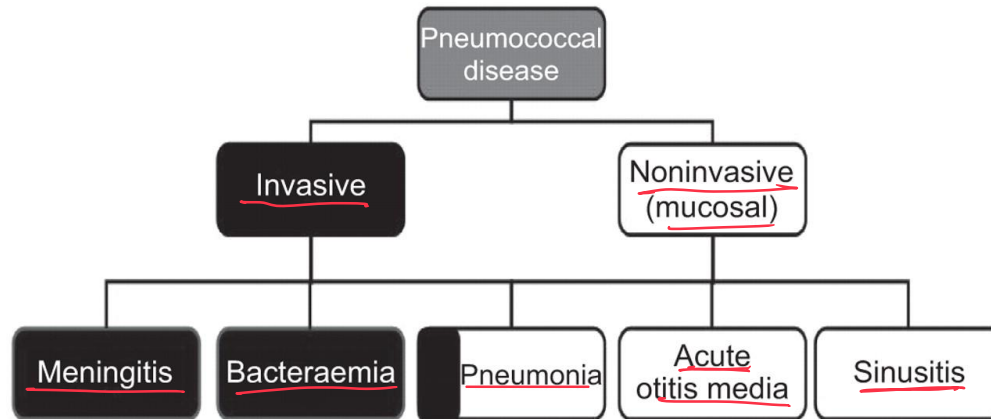 Pneumococcal
disease
Invasive
Noninvasive
(mucosal)
Meningitis
Bacteraemia
Pneumonia
Acute
otitis media
Sinusitis